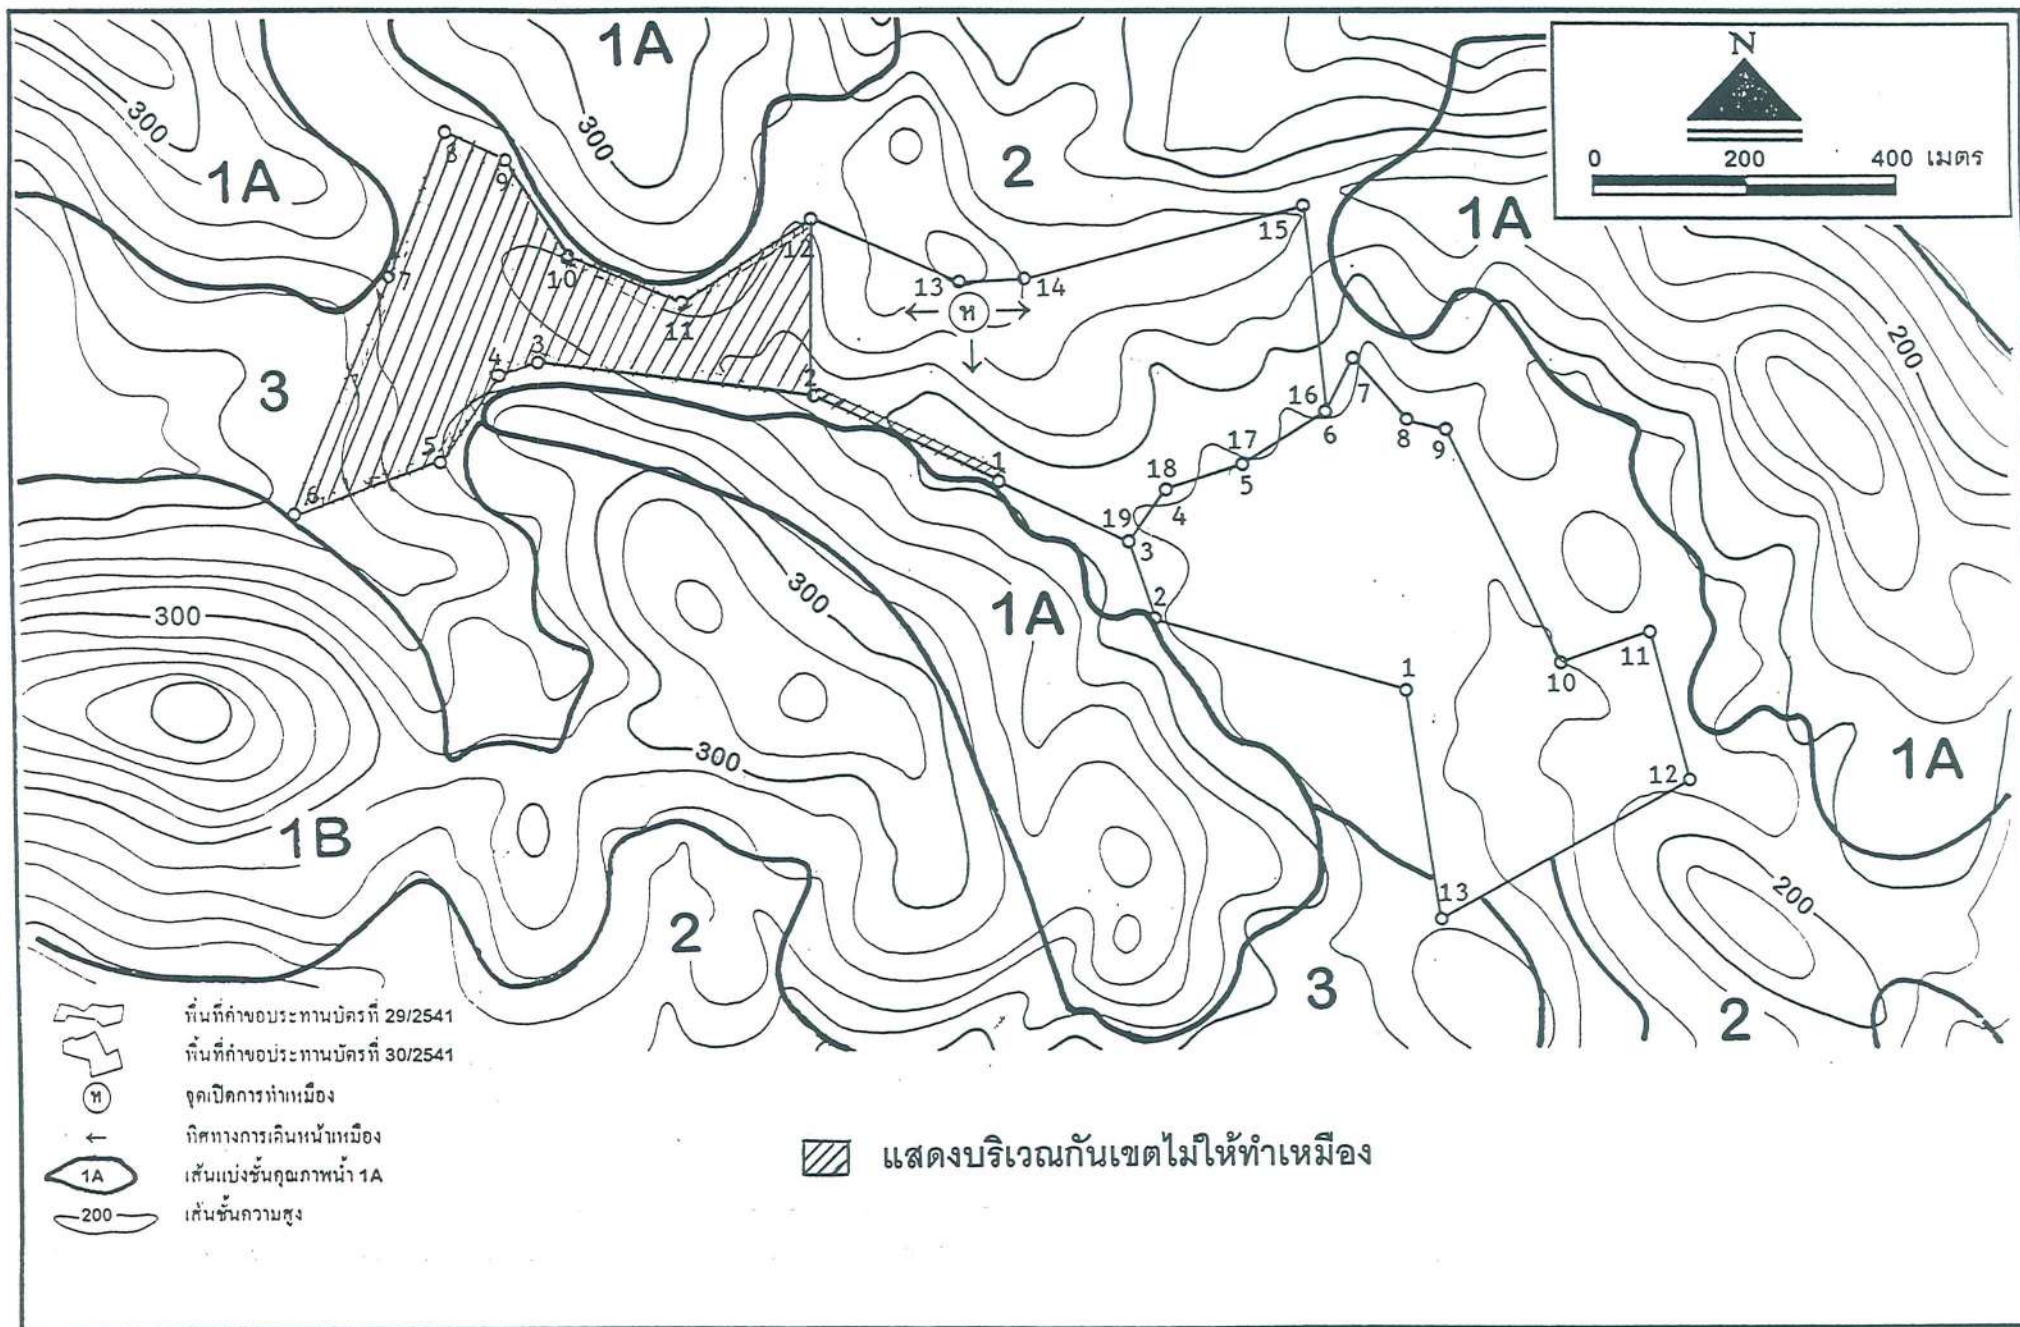 1A
N
0 200 400 เมตร
300
300
1A
2
1A
8
9
7
10
11
12
13
14
15
ห
200
3
4
3
2
5
6
1
16
6
7
8
9
17
5
18
4
19
3
2
1
300
300
1A
10
11
12
300
1A
1B
2
13
3
200
2
พื้นที่คำขอประทานบัตรที่ 29/2541
พื้นที่คำขอประทานบัตรที่ 30/2541
ห จุดเปิดการทำเหมือง
← ทิศทางการเดินหน้าเหมือง
1A เส้นแบ่งชั้นคุณภาพน้ำ 1A
200 เส้นชั้นความสูง
แสดงบริเวณกันเขตไม่ให้ทำเหมือง